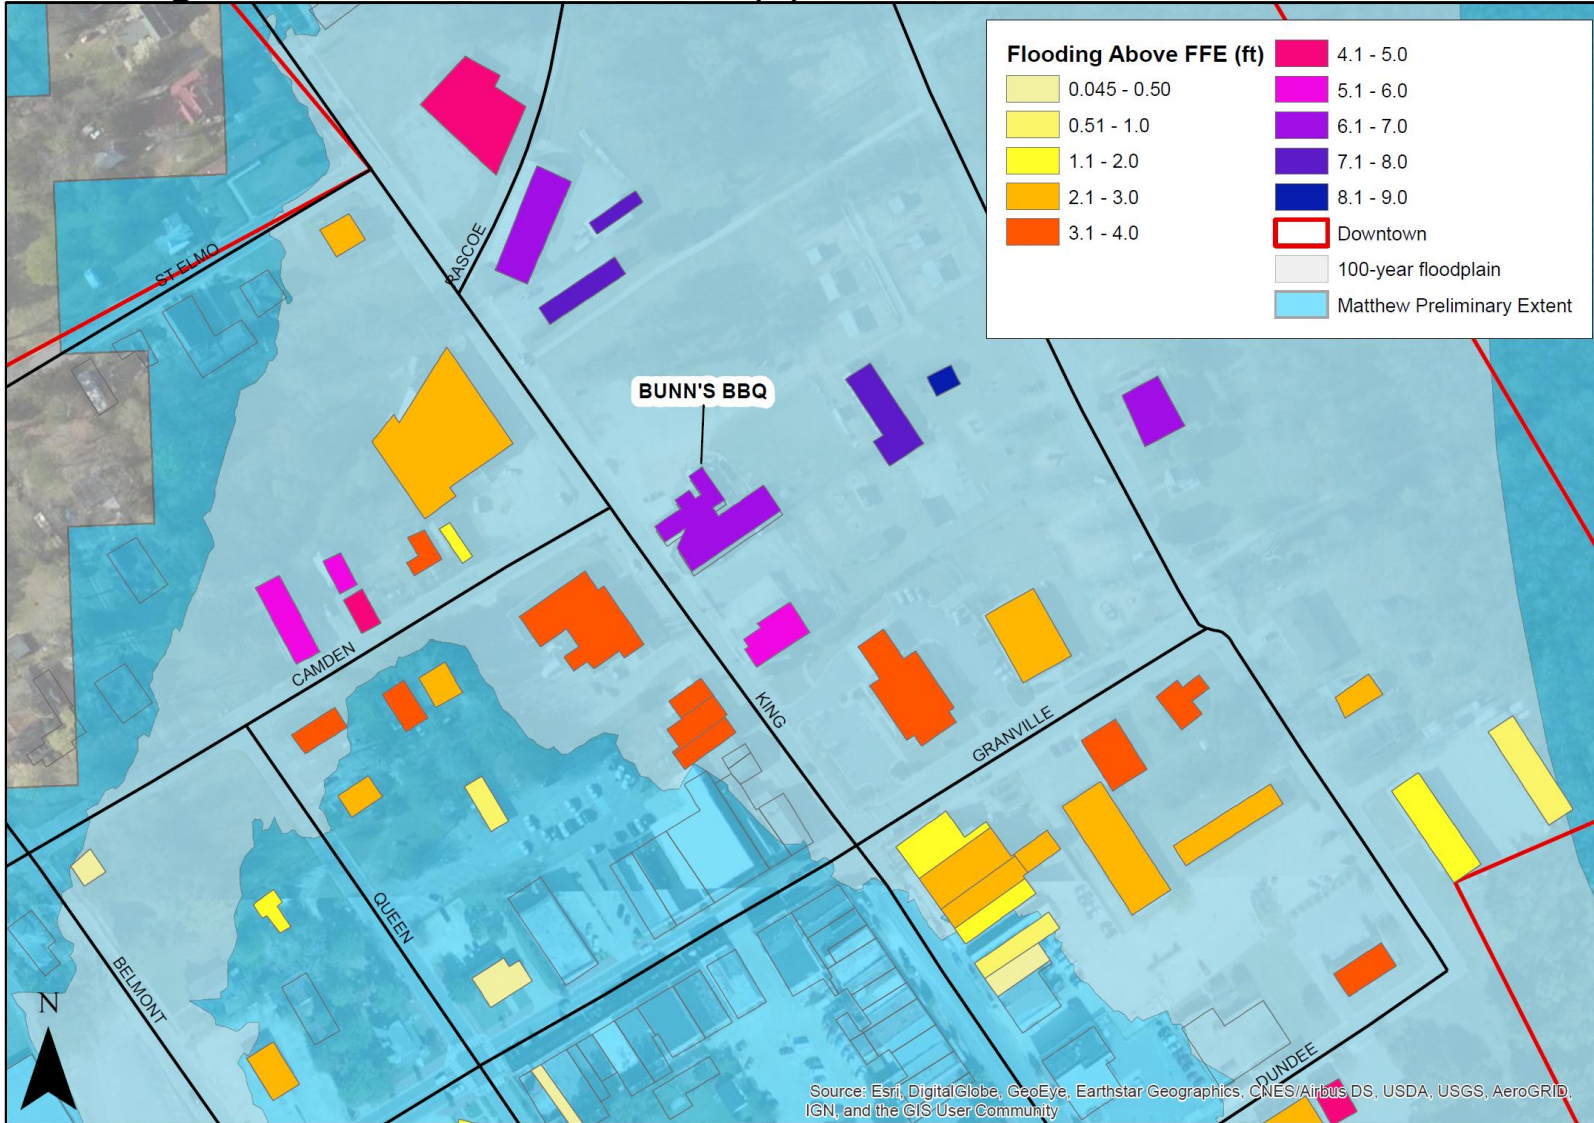 Flooding Above FFE (ft)
0.045 - 0.50
0.51 - 1.0
1.1 - 2.0
2.1 - 3.0
3.1 - 4.0
4.1 - 5.0
5.1 - 6.0
6.1 - 7.0
7.1 - 8.0
8.1 - 9.0
Downtown
100-year floodplain
Matthew Preliminary Extent
ST ELMO
RASCOE
BUNN'S BBQ
CAMDEN
KING
GRANVILLE
QUEEN
BELMONT
N
DUNDEE
Source: Esri, DigitalGlobe, GeoEye, Earthstar Geographics, CNES/Airbus DS, USDA, USGS, AeroGRID,
IGN, and the GIS User Community